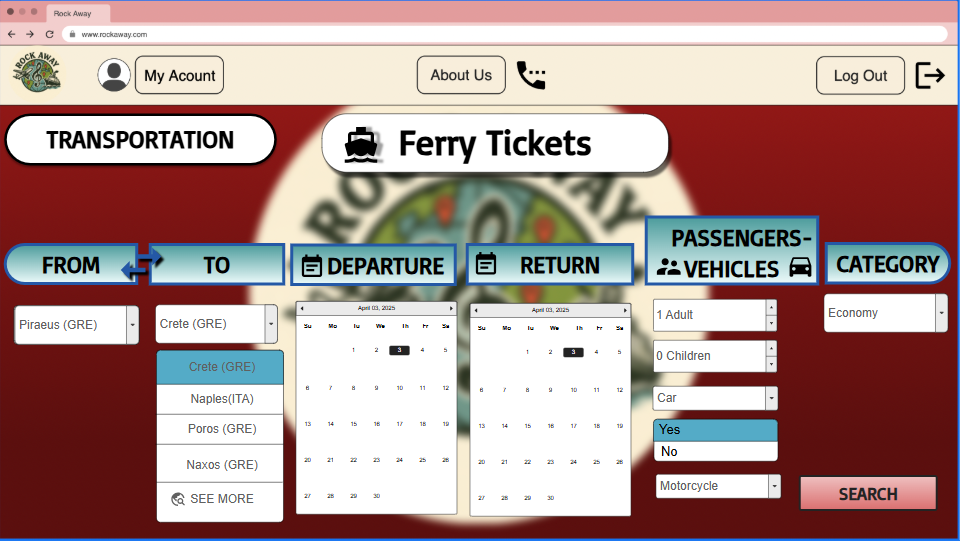 Rock Away
www.rockaway.com
ROCK AWAY
My Acount
About Us
Log Out
TRANSPORTATION
Ferry Tickets
ROCK AWAY
FROM
TO
DEPARTURE
RETURN
PASSENGERS-
VEHICLES
CATEGORY
Piraeus (GRE)
Crete (GRE)
Crete (GRE)
Naples(ITA)
Poros (GRE)
Naxos (GRE)
SEE MORE
April 03, 2025
Su Mo Tu We Th Fr Sa
1 2 3 4 5
6 7 8 9 10 11 12
13 14 15 16 17 18 19
20 21 22 23 24 25 26
27 28 29 30
April 03, 2025
Su Mo Tu We Th Fr Sa
1 2 3 4 5
6 7 8 9 10 11 12
13 14 15 16 17 18 19
20 21 22 23 24 25 26
27 28 29 30
1 Adult
0 Children
Car
Yes
No
Motorcycle
Economy
SEARCH